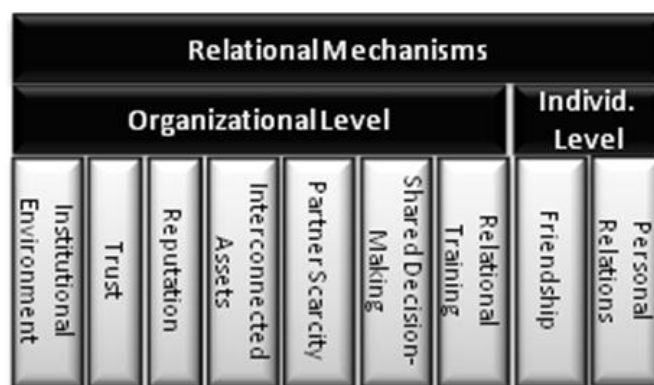 Relational Mechanisms
Organizational Level
Individ.
Level
Institutional
Environment
Trust
Reputation
Interconnected
Assets
Partner Scarcity
Shared Decision-
Making
Relational
Training
Friendship
Personal
Relations